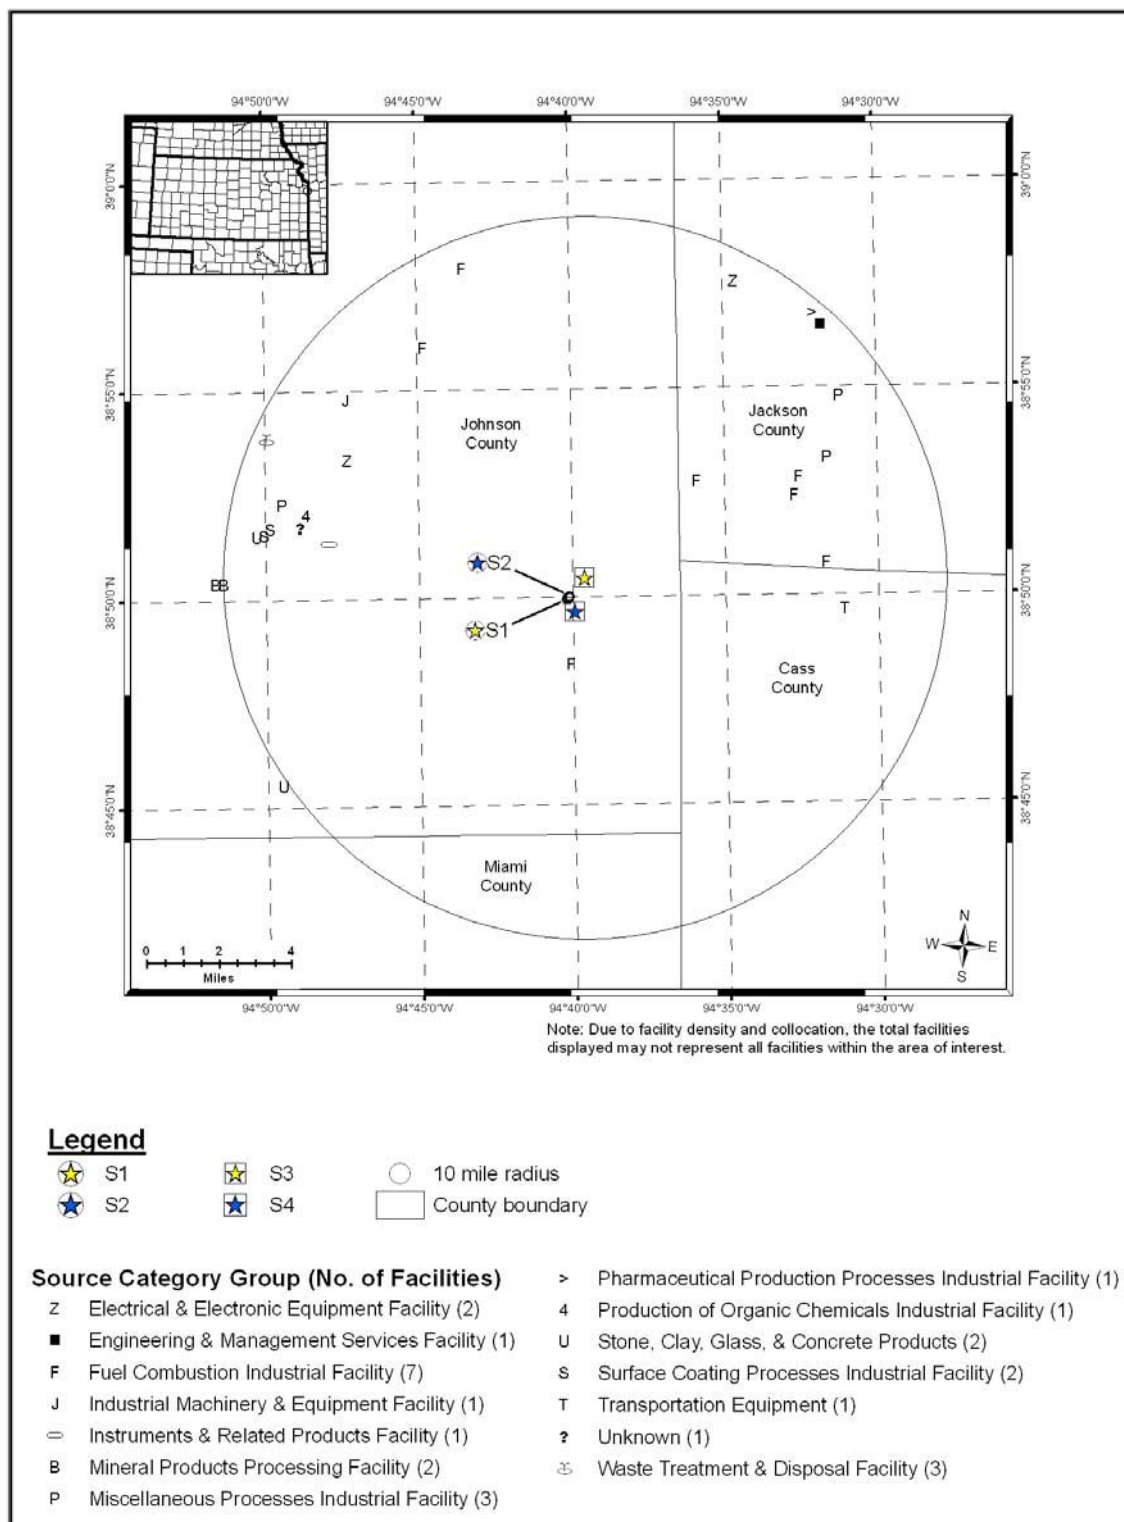 94°50'0"W 94°45'0"W 94°40'0"W 94°35'0"W 94°30'0"W
39°0'0"N 39°0'0"N
F
Z
>
F
38°55'0"N 38°55'0"N
J
P
Johnson
County
Jackson
County
Z
P
F
F
F
P
4
?
S
S
U
S2
F
B B
38°50'0"N 38°50'0"N
T
S1
F
Cass
County
U
38°45'0"N 38°45'0"N
Miami
County
0 1 2 4
Miles
N
W E
S
94°50'0"W 94°45'0"W 94°40'0"W 94°35'0"W 94°30'0"W
Note: Due to facility density and collocation, the total facilities
displayed may not represent all facilities within the area of interest.
Legend
S1 S3 10 mile radius
S2 S4 County boundary
Source Category Group (No. of Facilities)
Z Electrical & Electronic Equipment Facility (2)
Engineering & Management Services Facility (1)
F Fuel Combustion Industrial Facility (7)
J Industrial Machinery & Equipment Facility (1)
Instruments & Related Products Facility (1)
B Mineral Products Processing Facility (2)
P Miscellaneous Processes Industrial Facility (3)
> Pharmaceutical Production Processes Industrial Facility (1)
4 Production of Organic Chemicals Industrial Facility (1)
U Stone, Clay, Glass, & Concrete Products (2)
S Surface Coating Processes Industrial Facility (2)
T Transportation Equipment (1)
? Unknown (1)
Waste Treatment & Disposal Facility (3)